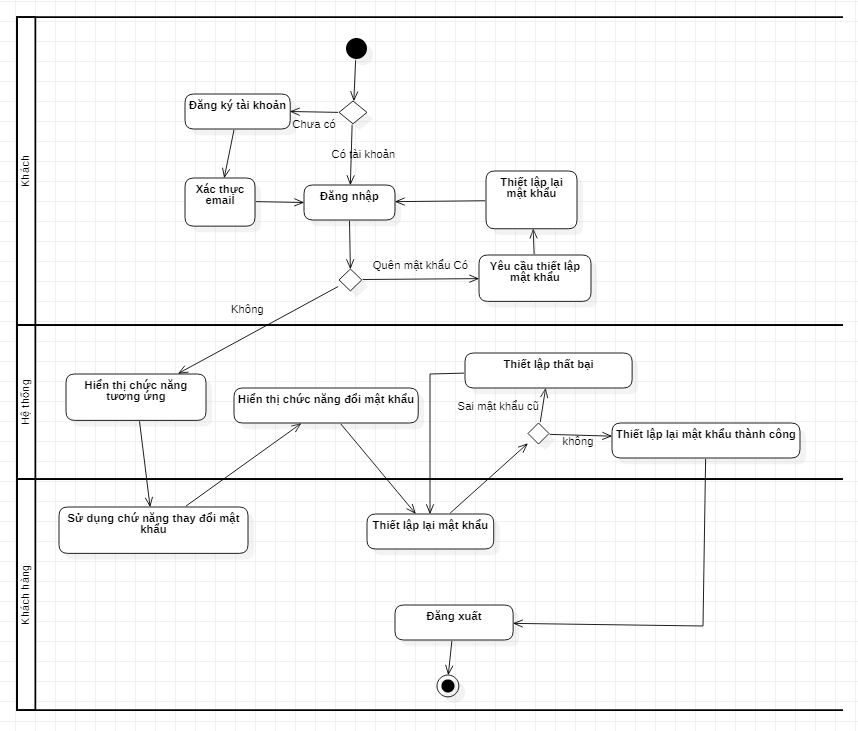 Khách
Đăng ký tài khoản
Chưa có
Có tài khoản
Xác thực
email
Đăng nhập
Thiết lập lại
mật khẩu
Quên mật khẩu Có
Yêu cầu thiết lập
mật khẩu
Không
Hệ thống
Hiển thị chức năng
tương ứng
Hiển thị chức năng đổi mật khẩu
Thiết lập thất bại
Sai mật khẩu cũ
không
Thiết lập lại mật khẩu thành công
Khách hàng
Sử dụng chứ năng thay đổi mật
khẩu
Thiết lập lại mật khẩu
Đăng xuất